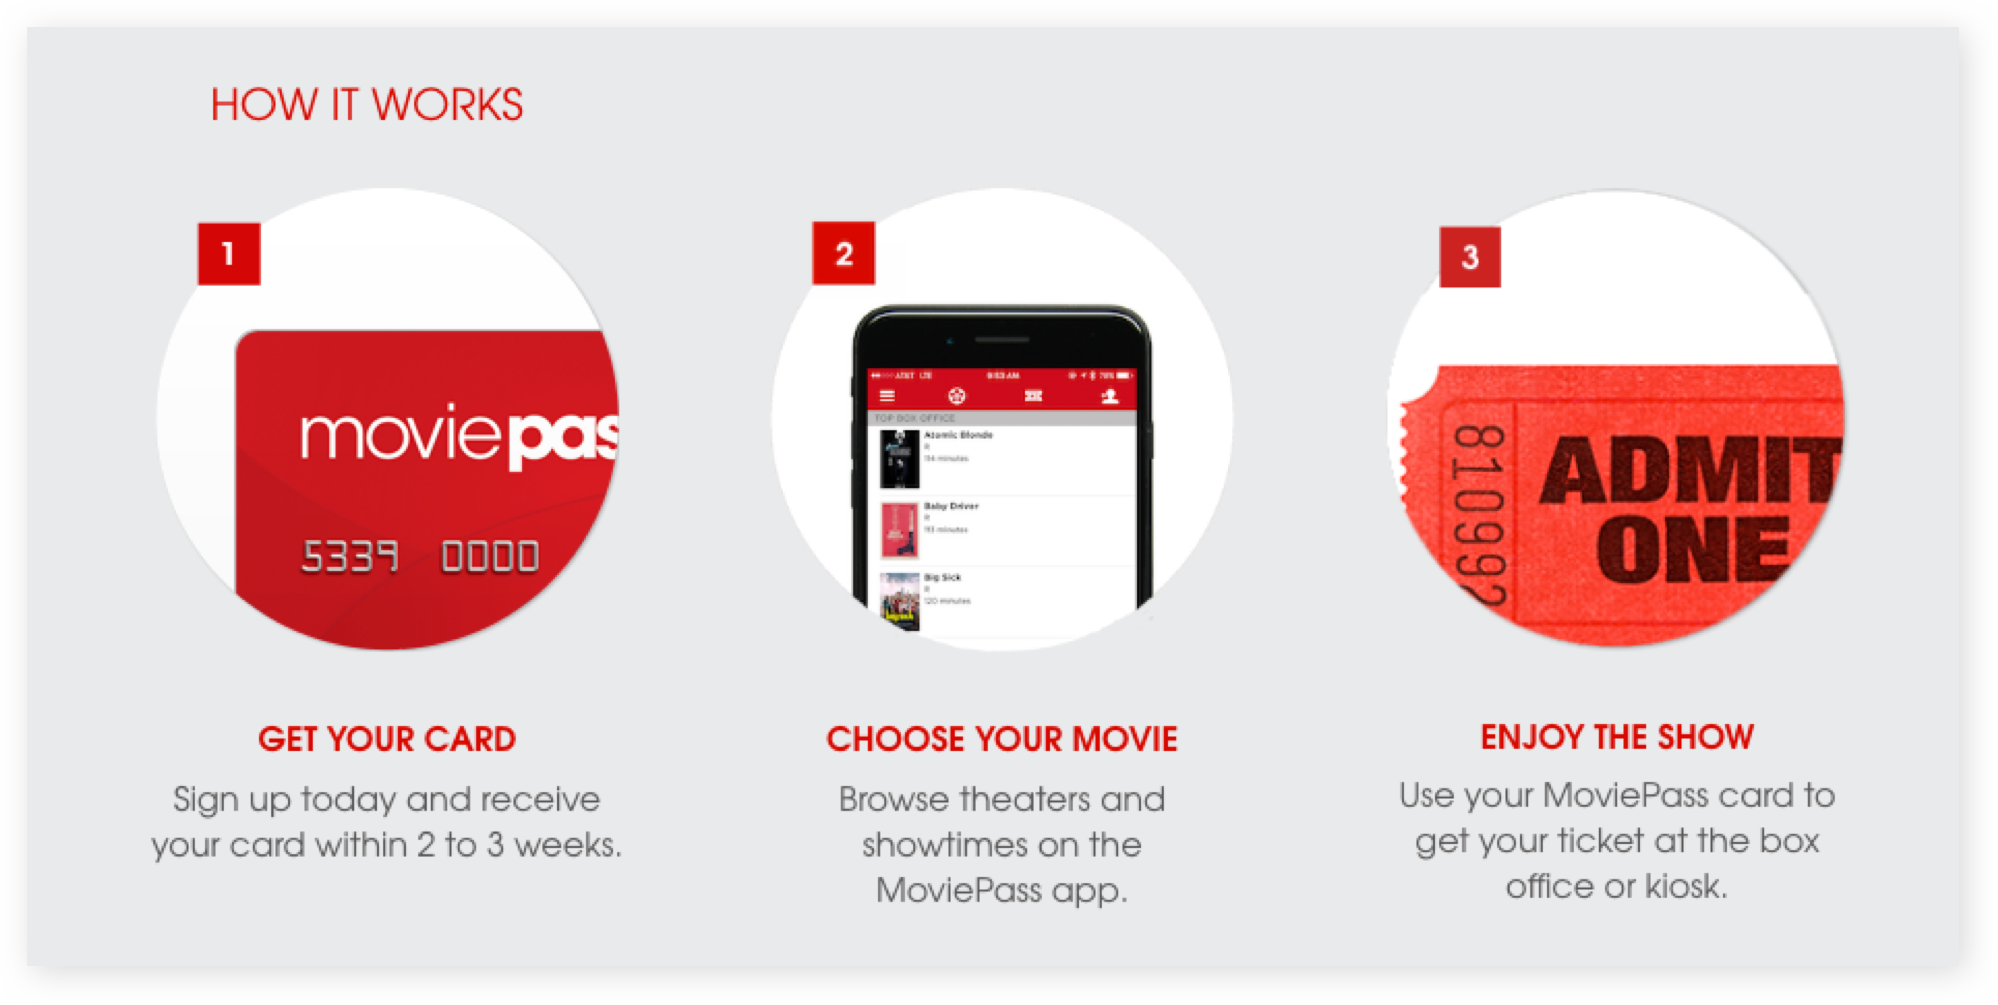 HOW IT WORKS
1
moviepas
5339 0000
GET YOUR CARD
Sign up today and receive
your card within 2 to 3 weeks.
2
AT&T LTE 9:53 AM 76%
TOP BOX OFFICE
Atomic Blonde
R
114 minutes
Baby Driver
R
113 minutes
Big Sick
R
120 minutes
CHOOSE YOUR MOVIE
Browse theaters and
showtimes on the
MoviePass app.
3
810992
ADMIT
ONE
ENJOY THE SHOW
Use your MoviePass card to
get your ticket at the box
office or kiosk.